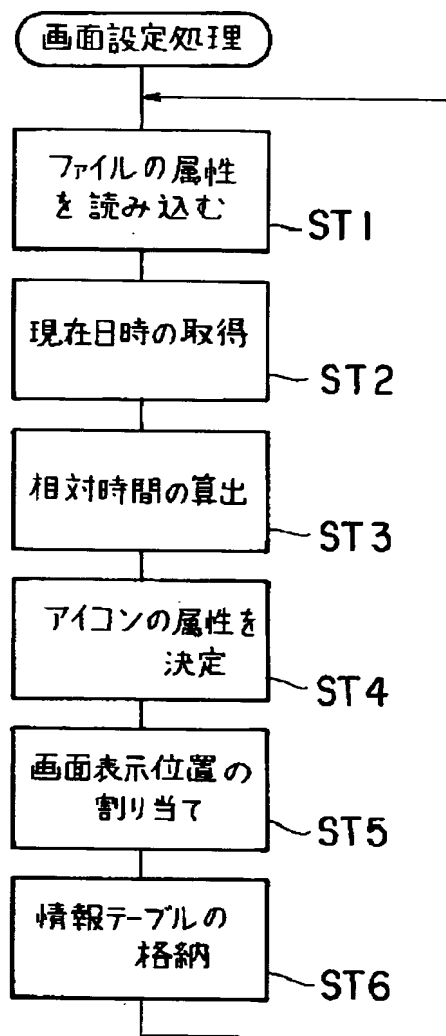 画面設定処理
ファイルの属性
を読み込む
ST1
現在日時の取得
ST2
相対時間の算出
ST3
アイコンの属性を
決定
ST4
画面表示位置の
割り当て
ST5
情報テーブルの
格納
ST6